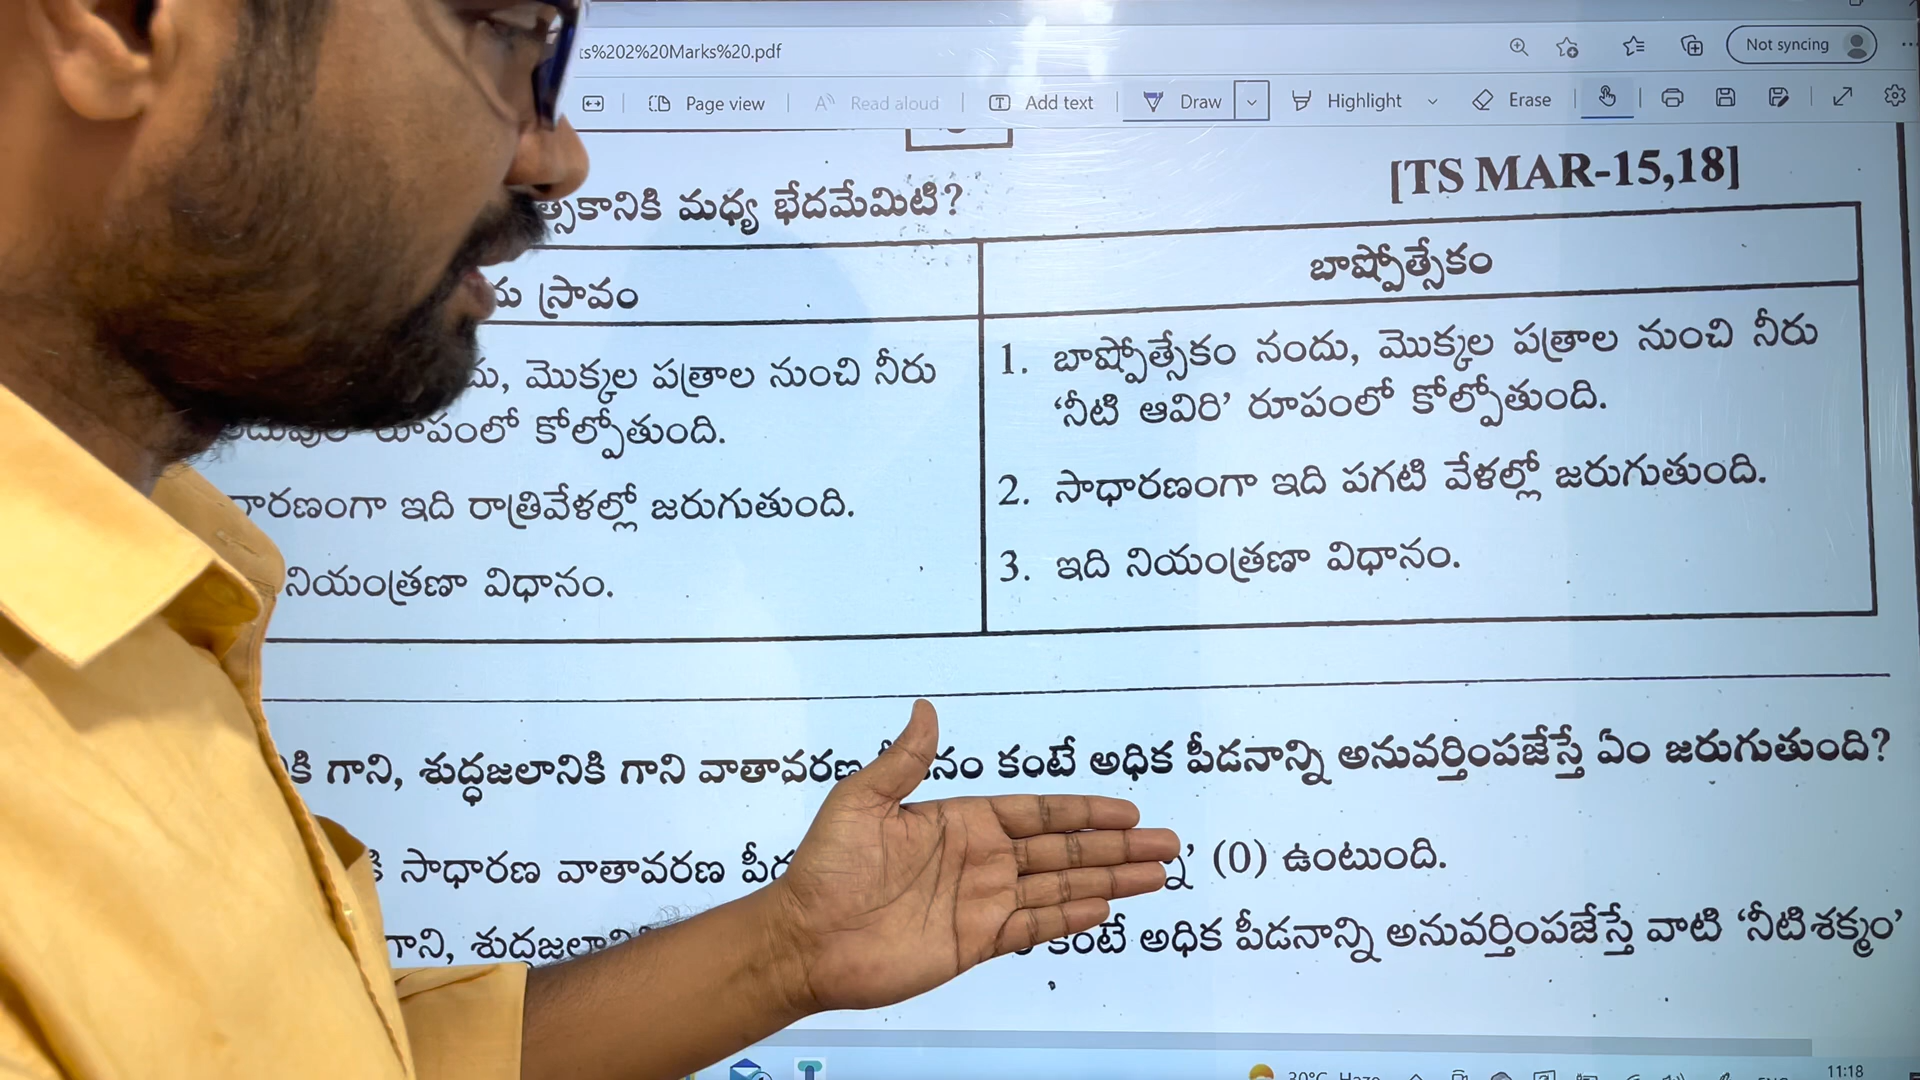 ts%202%20Marks%20.pdf
Not syncing
Page view
Read aloud
Add text
Draw
Highlight
Erase
[TS MAR-15,18]
మధ్య భేదమేమిటి?
స్రావం
బాష్పోత్సేకం
మొక్కల పత్రాల నుంచి నీరు
రూపంలో కోల్పోతుంది.
ఇది రాత్రివేళల్లో జరుగుతుంది.
నియంత్రణా విధానం.
1. బాష్పోత్సేకం నందు, మొక్కల పత్రాల నుంచి నీరు
‘నీటి ఆవిరి’ రూపంలో కోల్పోతుంది.
2. సాధారణంగా ఇది పగటి వేళల్లో జరుగుతుంది.
3. ఇది నియంత్రణా విధానం.
గాని, శుద్ధజలానికి గాని వాతావరణ కంటే అధిక పీడనాన్ని అనువర్తింపజేస్తే ఏం జరుగుతుంది?
సాధారణ వాతావరణ (0) ఉంటుంది.
కంటే అధిక పీడనాన్ని అనువర్తింపజేస్తే వాటి ‘నీటిశక్మం’
30°C Haze
11:18